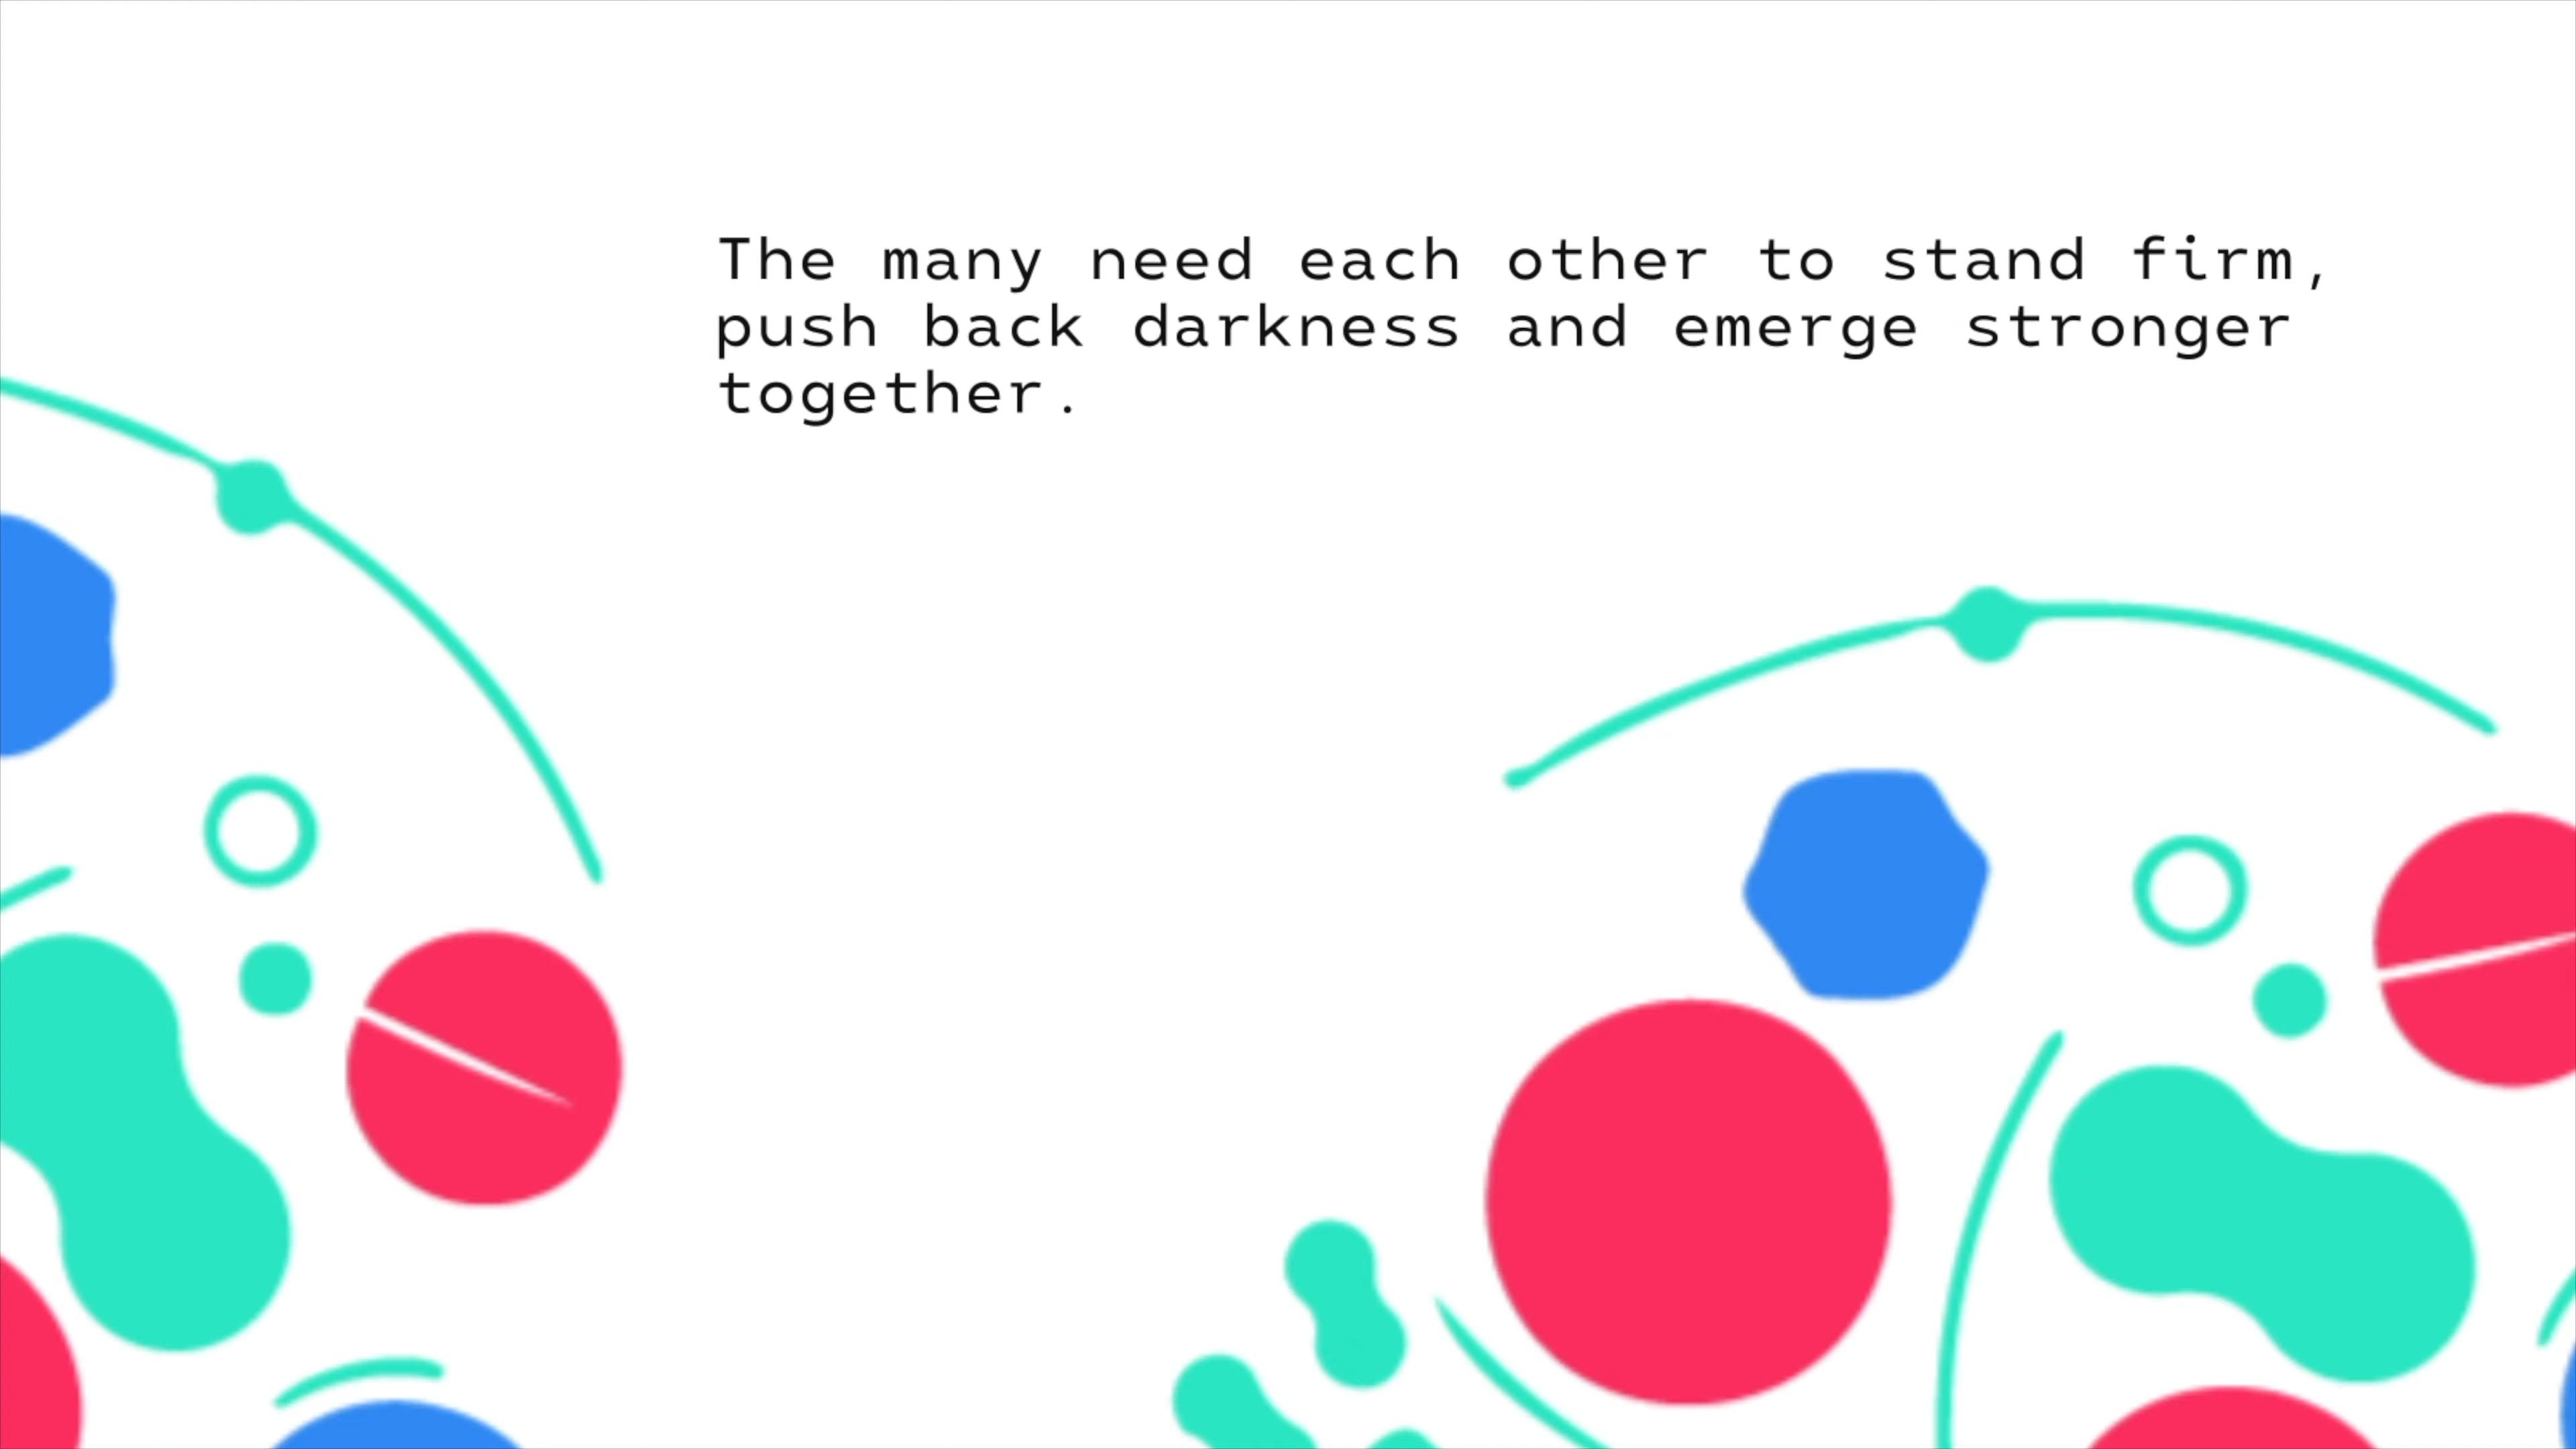 The many need each other to stand firm,
push back darkness and emerge stronger
together.